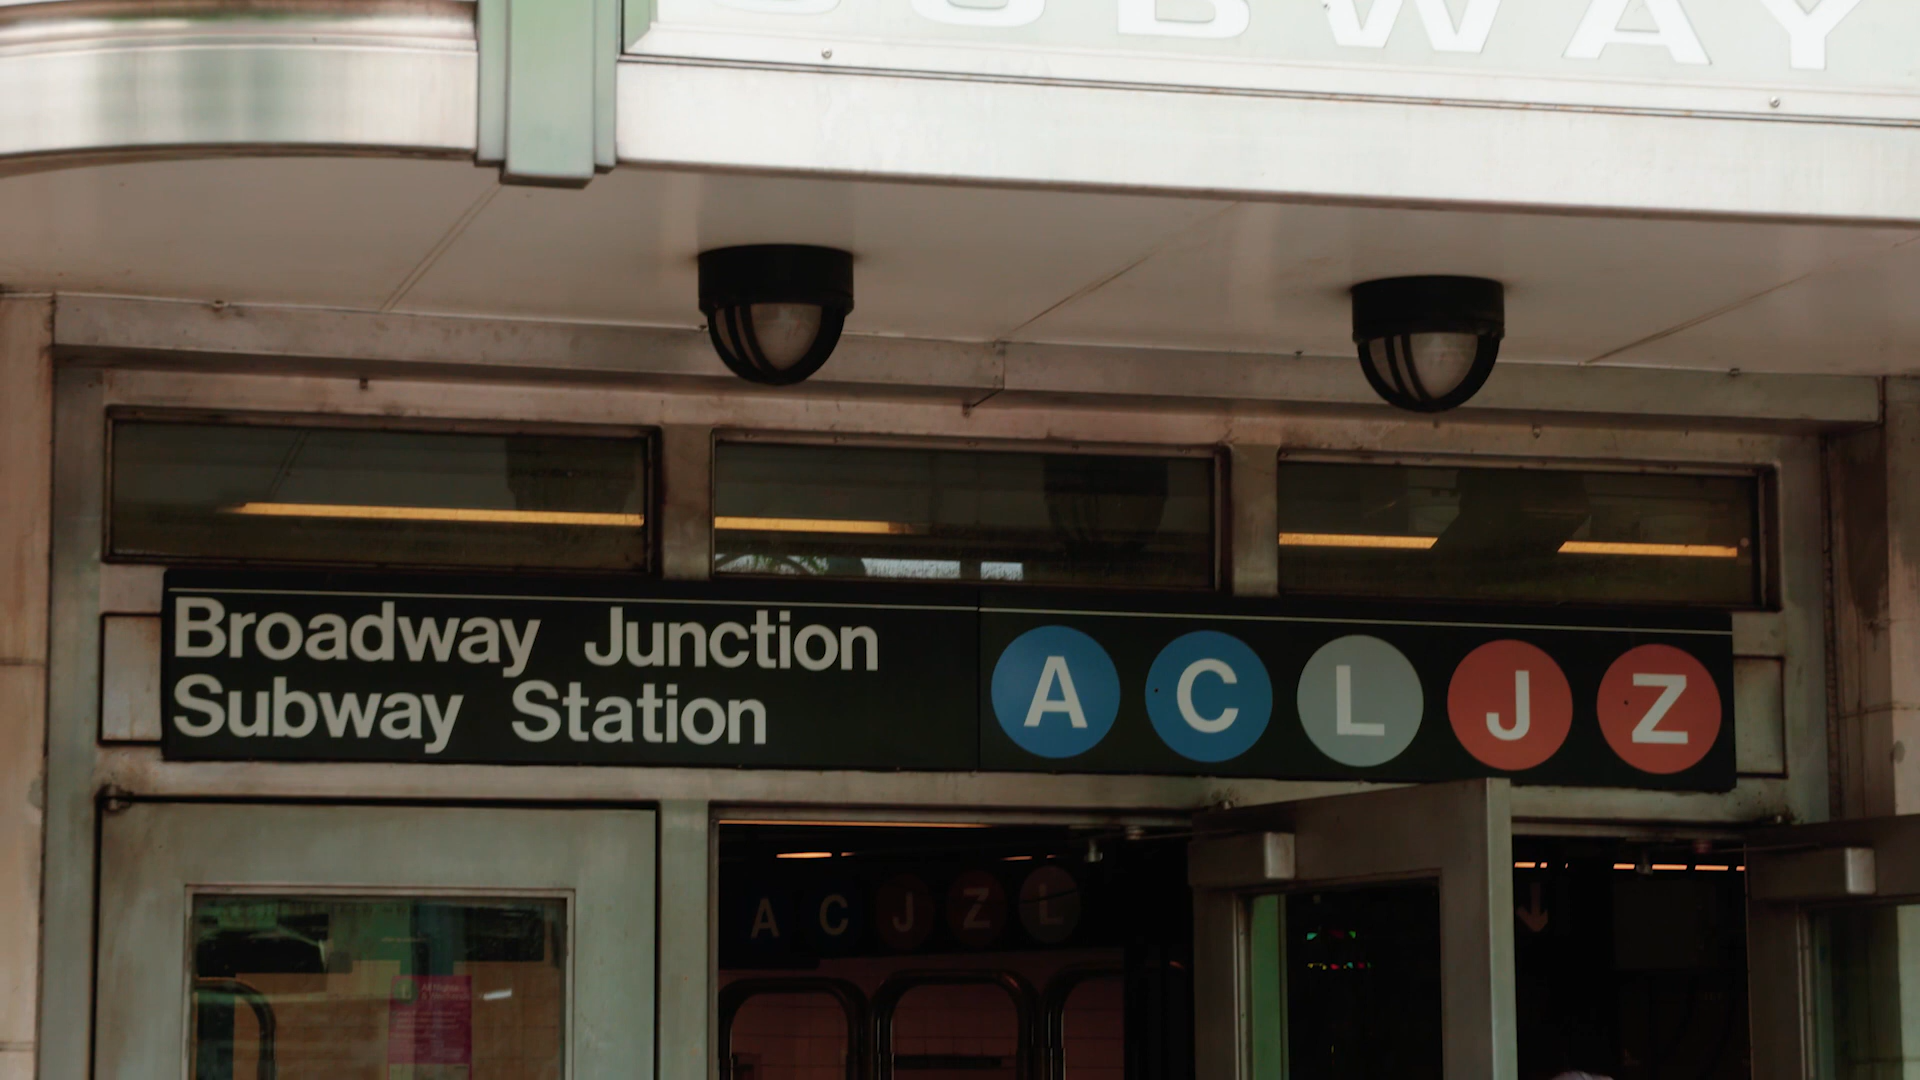 SUBWAY
Broadway Junction
Subway Station
A C L J Z
A C J Z L